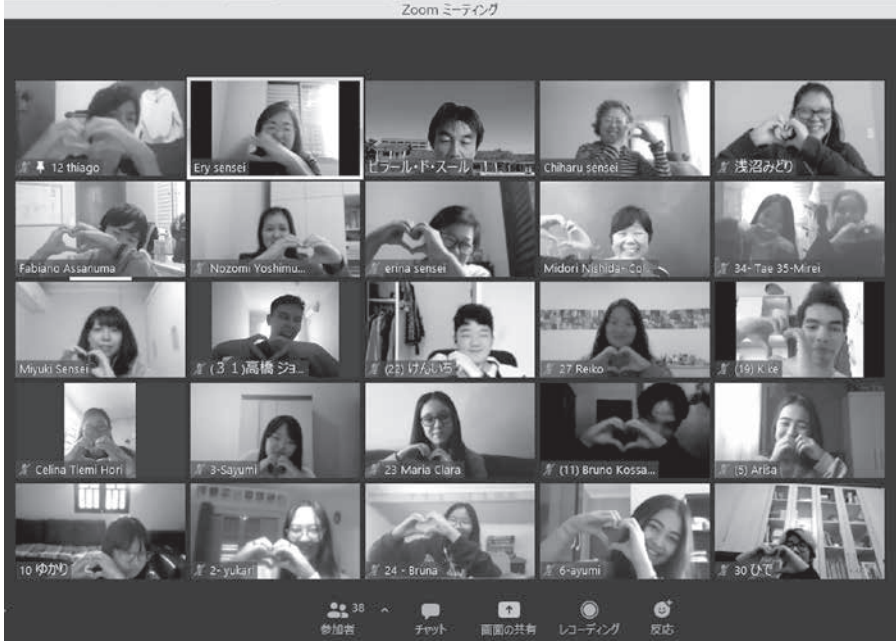 Zoom ミーティング
12 thiago
Ery sensei
ピラール・ド・スール
Chiharu sensei
浅沼みどり
Fabiano Assanuma
Nozomi Yoshimu...
erina sensei
Midori Nishida- Col...
34- Tae 35-Mirei
Miyuki Sensei
(３１)高橋 ジョ...
(22) けんいち
27 Reiko
(19) Kike
Celina Tiemi Hori
3-Sayumi
23 Maria Clara
(11) Bruno Kossa...
(5) Arisa
10 ゆかり
2- yukari
24 - Bruna
6-ayumi
30 ひで
38
参加者 チャット 画面の共有 レコーディング 反応